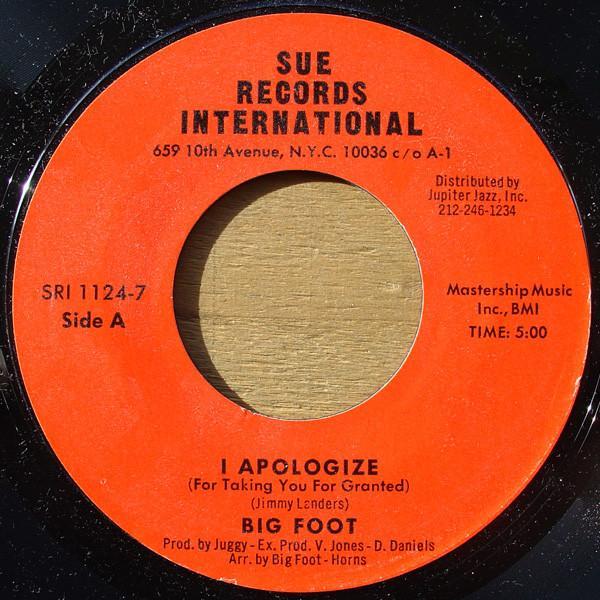 SUE
RECORDS
INTERNATIONAL
659 10th Avenue, N.Y.C. 10036 c/o A-1
Distributed by
Jupiter Jazz, Inc.
212-246-1234
SRI 1124-7
Side A
Mastership Music
Inc., BMI
TIME: 5:00
I APOLOGIZE
(For Taking You For Granted)
(Jimmy Landers)
BIG FOOT
Prod. by Juggy - Ex. Prod. V. Jones - D. Daniels
Arr. by Big Foot - Horns